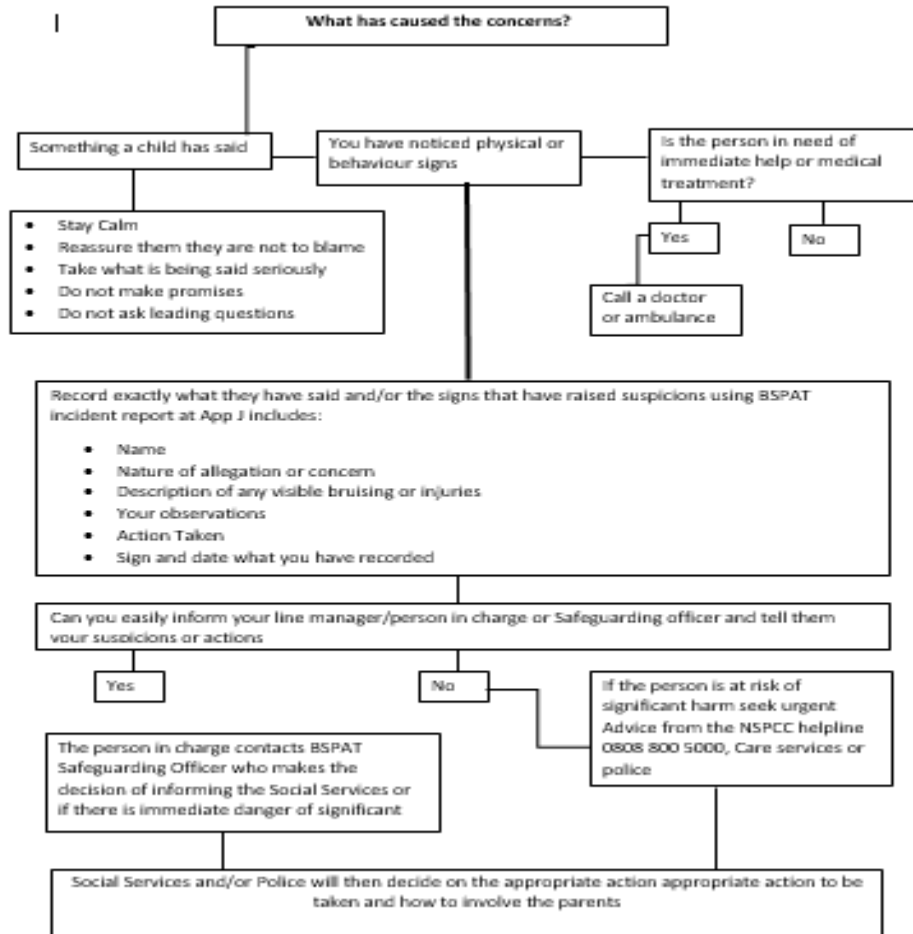 What has caused the concerns?
Something a child has said
You have noticed physical or
behaviour signs
Is the person in need of
immediate help or medical
treatment?
• Stay Calm
• Reassure them they are not to blame
• Take what is being said seriously
• Do not make promises
• Do not ask leading questions
Yes
No
Call a doctor
or ambulance
Record exactly what they have said and/or the signs that have raised suspicions using BSPAT
incident report at App J includes:
• Name
• Nature of allegation or concern
• Description of any visible bruising or injuries
• Your observations
• Action Taken
• Sign and date what you have recorded
Can you easily inform your line manager/person in charge or Safeguarding officer and tell them
your suspicions or actions
Yes
No
If the person is at risk of
significant harm seek urgent
Advice from the NSPCC helpline
0808 800 5000, Care services or
police
The person in charge contacts BSPAT
Safeguarding Officer who makes the
decision of informing the Social Services or
if there is immediate danger of significant
Social Services and/or Police will then decide on the appropriate action appropriate action to be
taken and how to involve the parents